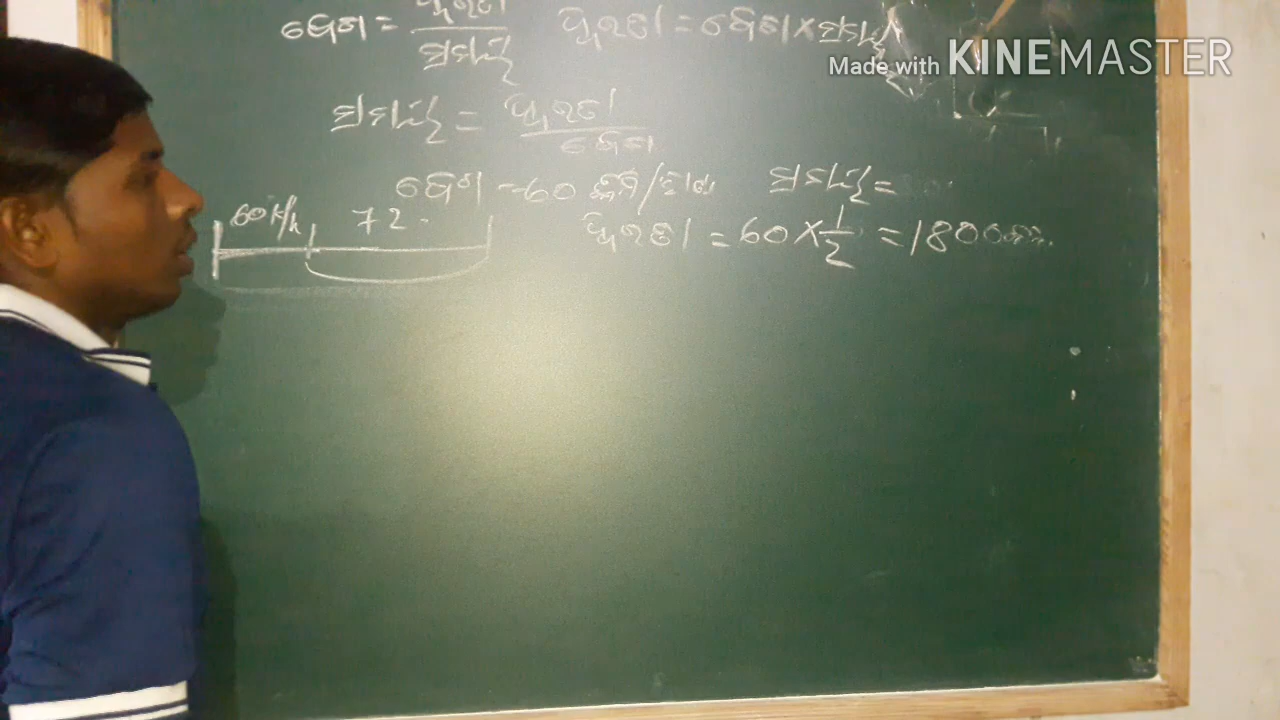 ବେଗ = ଦୂରତା / ସମୟ ଦୂରତା = ବେଗ × ସମୟ
Made with KINEMASTER
ସମୟ = ଦୂରତା / ବେଗ
ବେଗ = 60 କିମି/ଘଣ୍ଟା ସମୟ =
60 K/h 72
ଦୂରତା = 60 × 1/2 = 1800